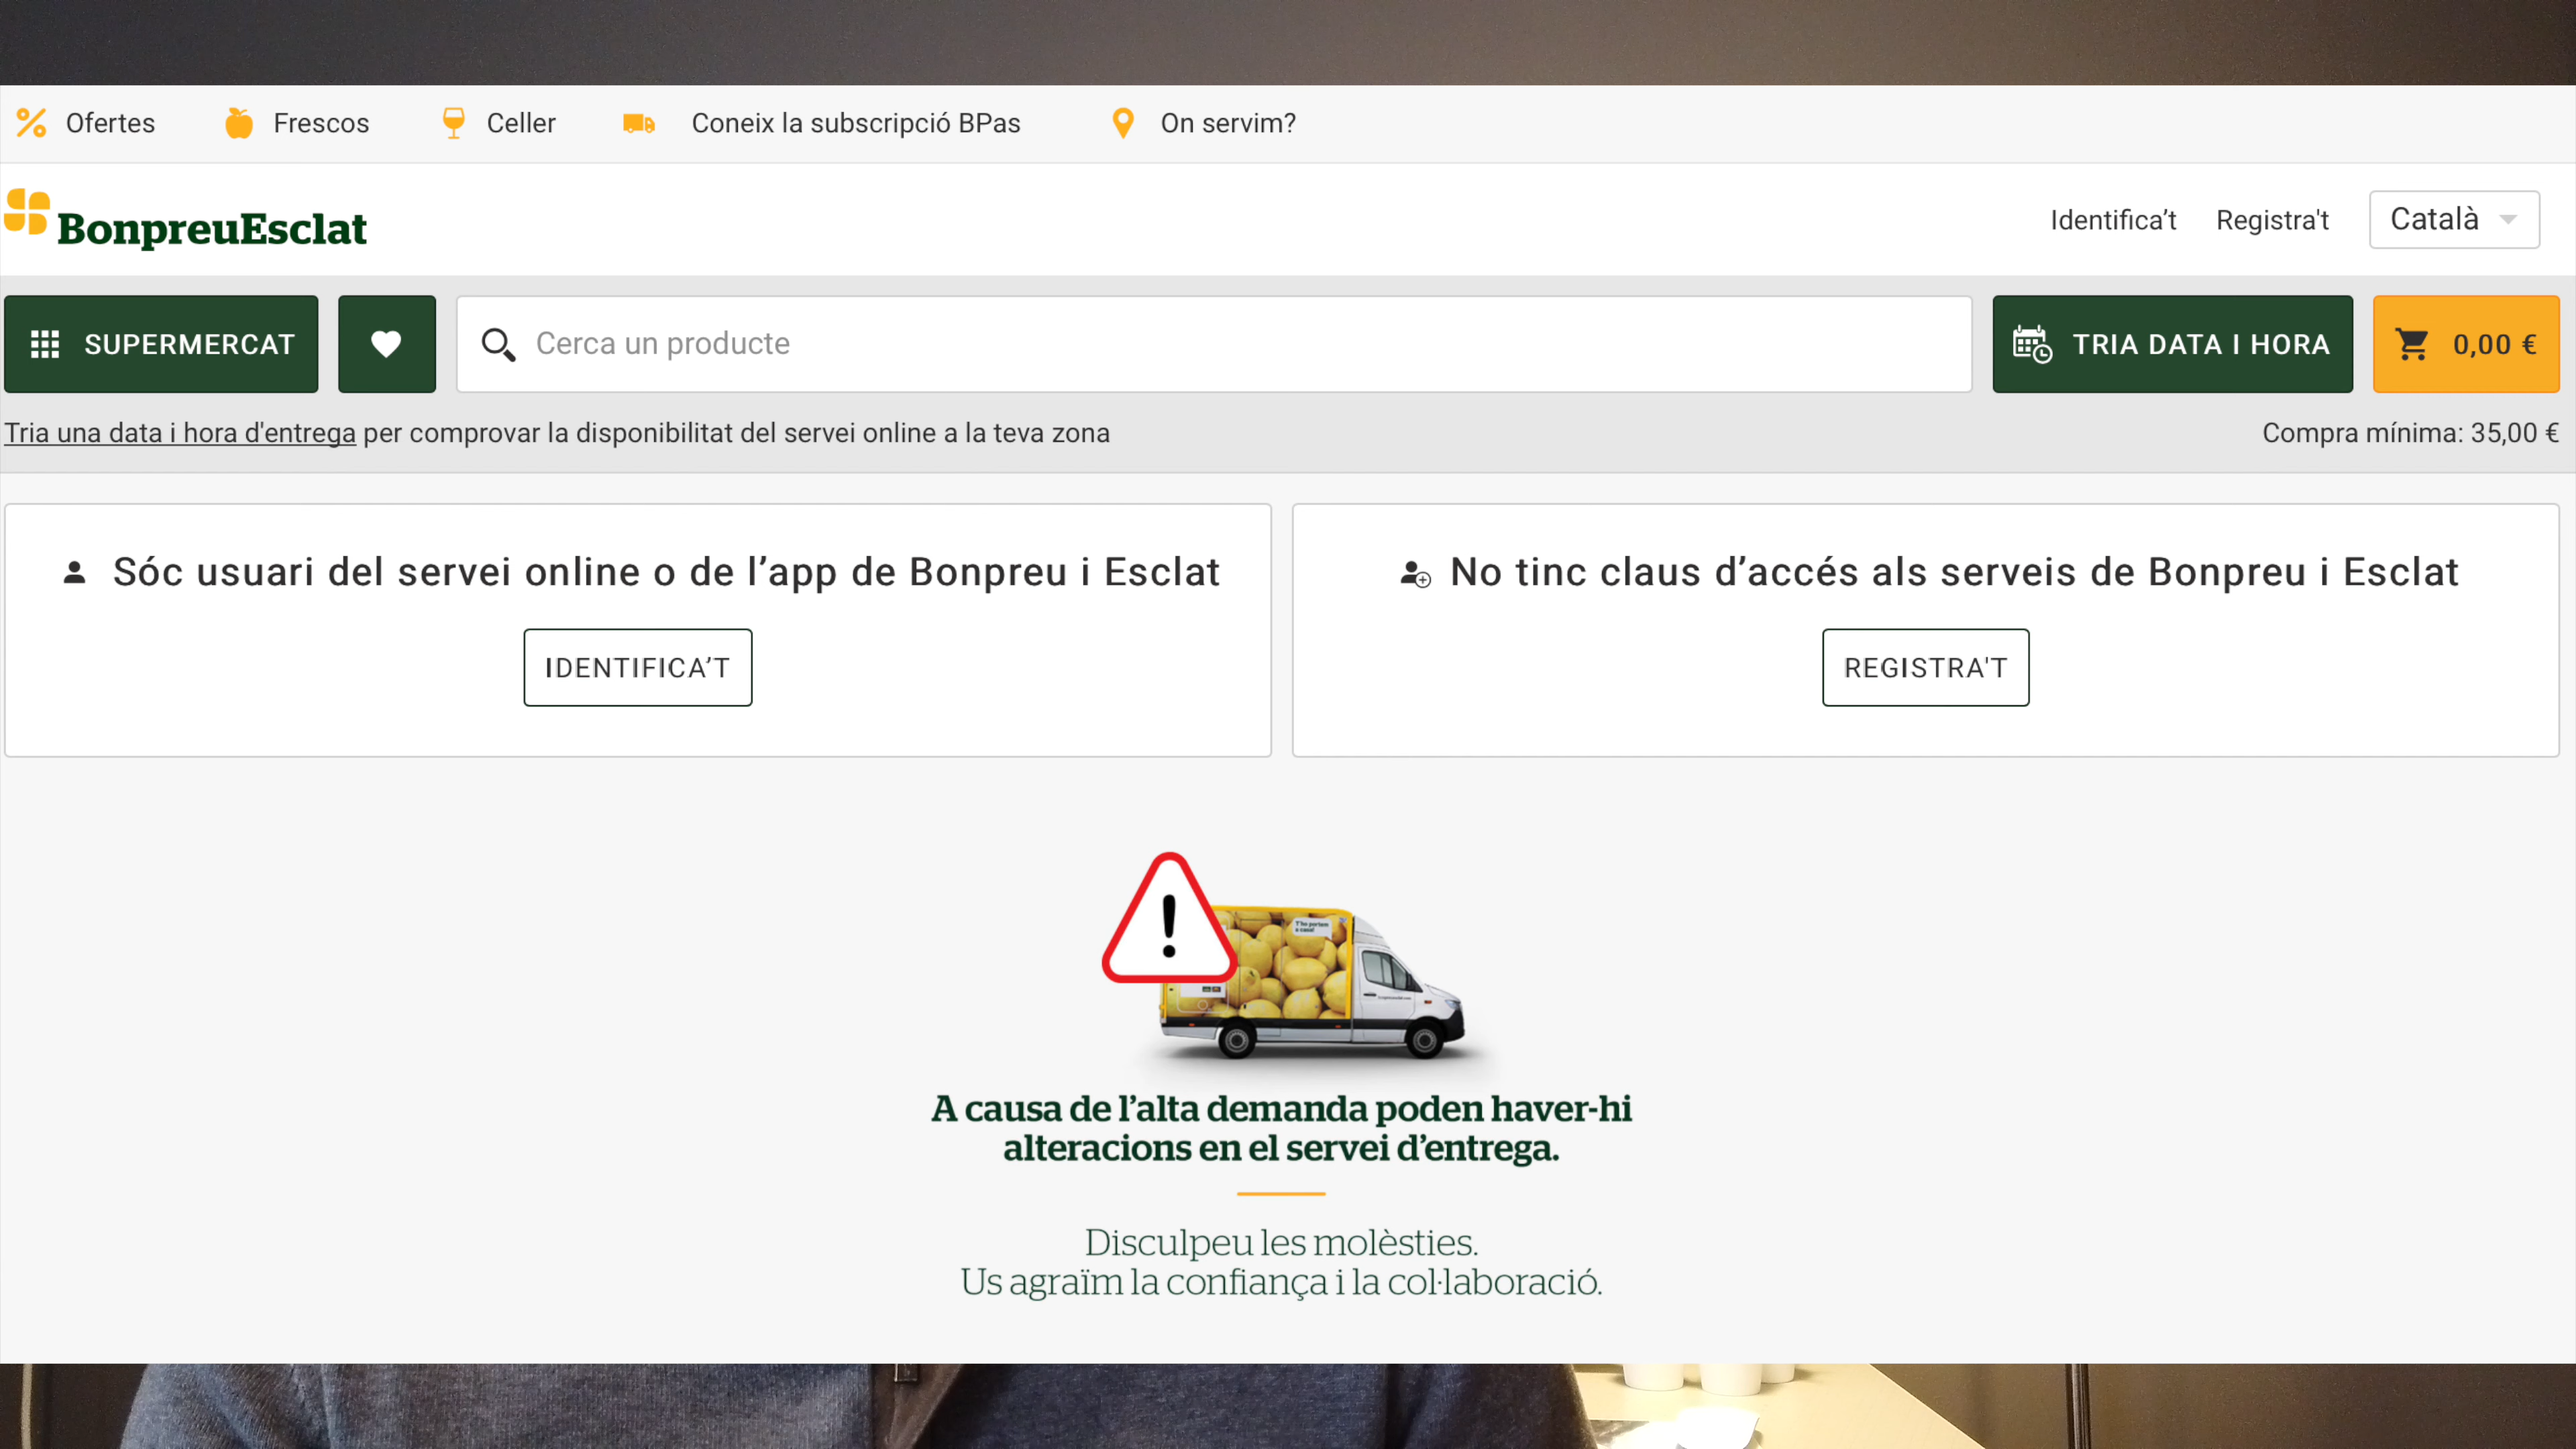 Ofertes
Frescos
Celler
Coneix la subscripció BPas
On servim?
BonpreuEsclat
Identifica’t
Registra't
Català
SUPERMERCAT
Cerca un producte
TRIA DATA I HORA
0,00 €
Tria una data i hora d'entrega per comprovar la disponibilitat del servei online a la teva zona
Compra mínima: 35,00 €
Sóc usuari del servei online o de l’app de Bonpreu i Esclat
IDENTIFICA’T
No tinc claus d’accés als serveis de Bonpreu i Esclat
REGISTRA'T
!
A causa de l’alta demanda poden haver-hi
alteracions en el servei d’entrega.
Disculpeu les molèsties.
Us agraïm la confiança i la col·laboració.